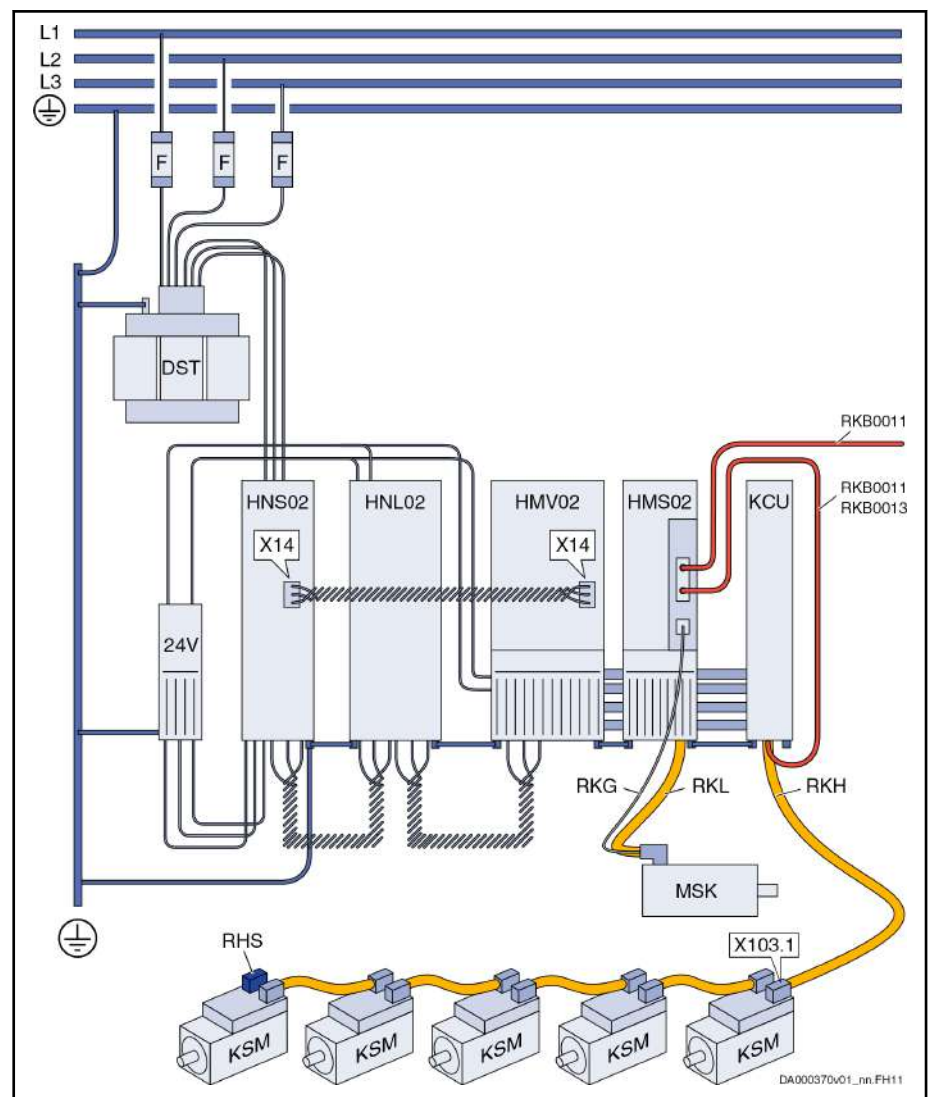 L1
L2
L3
F F F
DST
RKB0011
RKB0011
RKB0013
HNS02 HNL02 HMV02 HMS02 KCU
X14 X14
24V
RKG RKL RKH
MSK
RHS X103.1
KSM KSM KSM KSM KSM
DA000370v01_nn.FH11